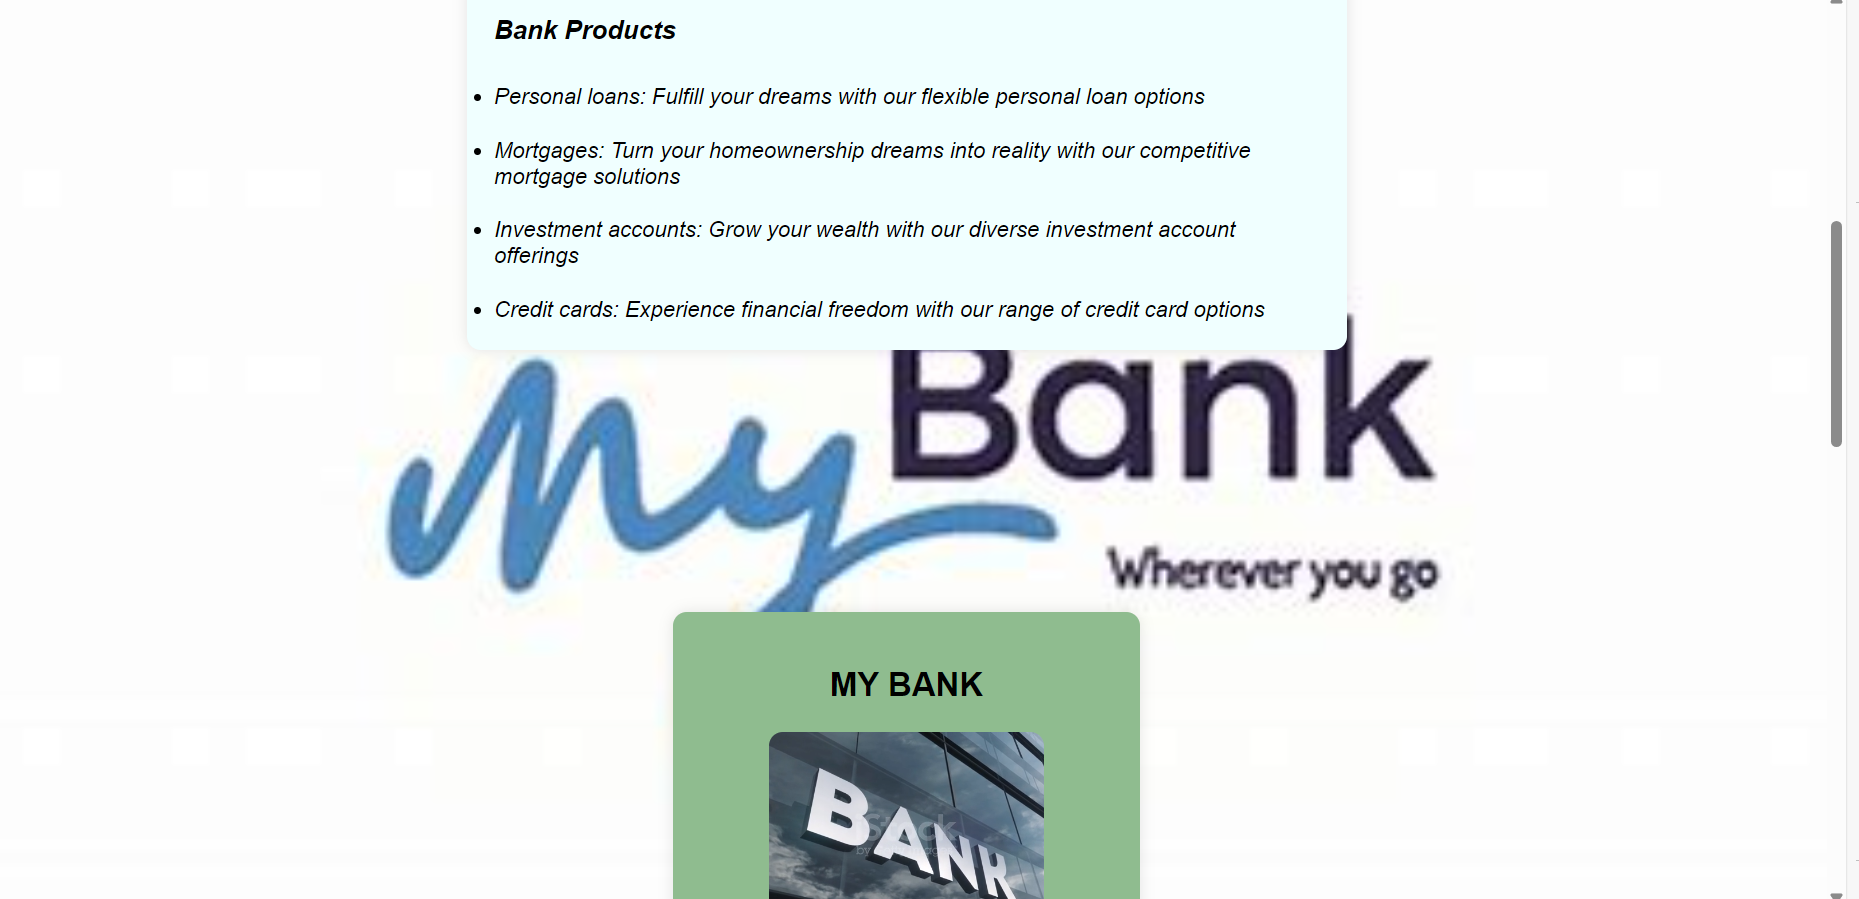 Bank Products
Personal loans: Fulfill your dreams with our flexible personal loan options
Mortgages: Turn your homeownership dreams into reality with our competitive
mortgage solutions
Investment accounts: Grow your wealth with our diverse investment account
offerings
Credit cards: Experience financial freedom with our range of credit card options
My Bank
Wherever you go
MY BANK
BANK
iStock